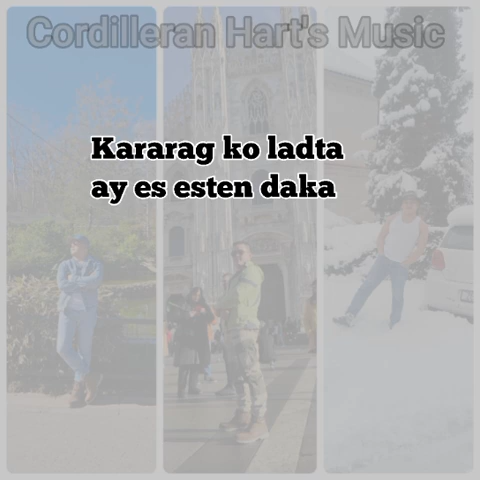 Cordilleran Hart's Music
Kararag ko ladta
ay es esten daka